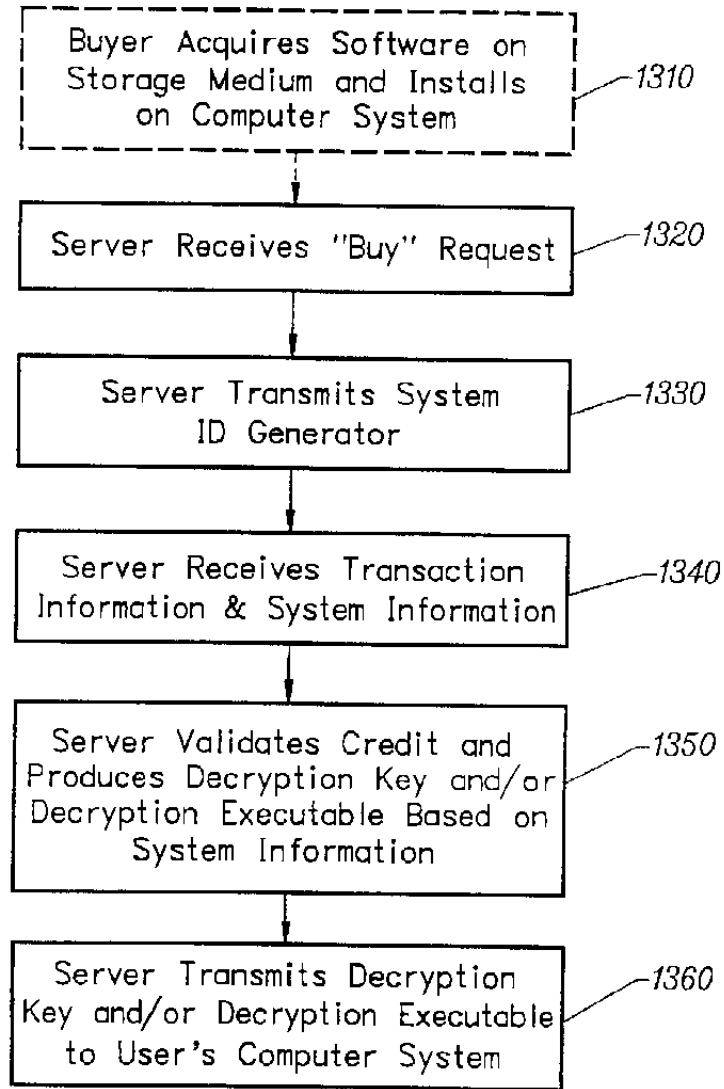 Buyer Acquires Software on
Storage Medium and Installs
on Computer System
1310
Server Receives "Buy" Request
1320
Server Transmits System
ID Generator
1330
Server Receives Transaction
Information & System Information
1340
Server Validates Credit and
Produces Decryption Key and/or
Decryption Executable Based on
System Information
1350
Server Transmits Decryption
Key and/or Decryption Executable
to User's Computer System
1360